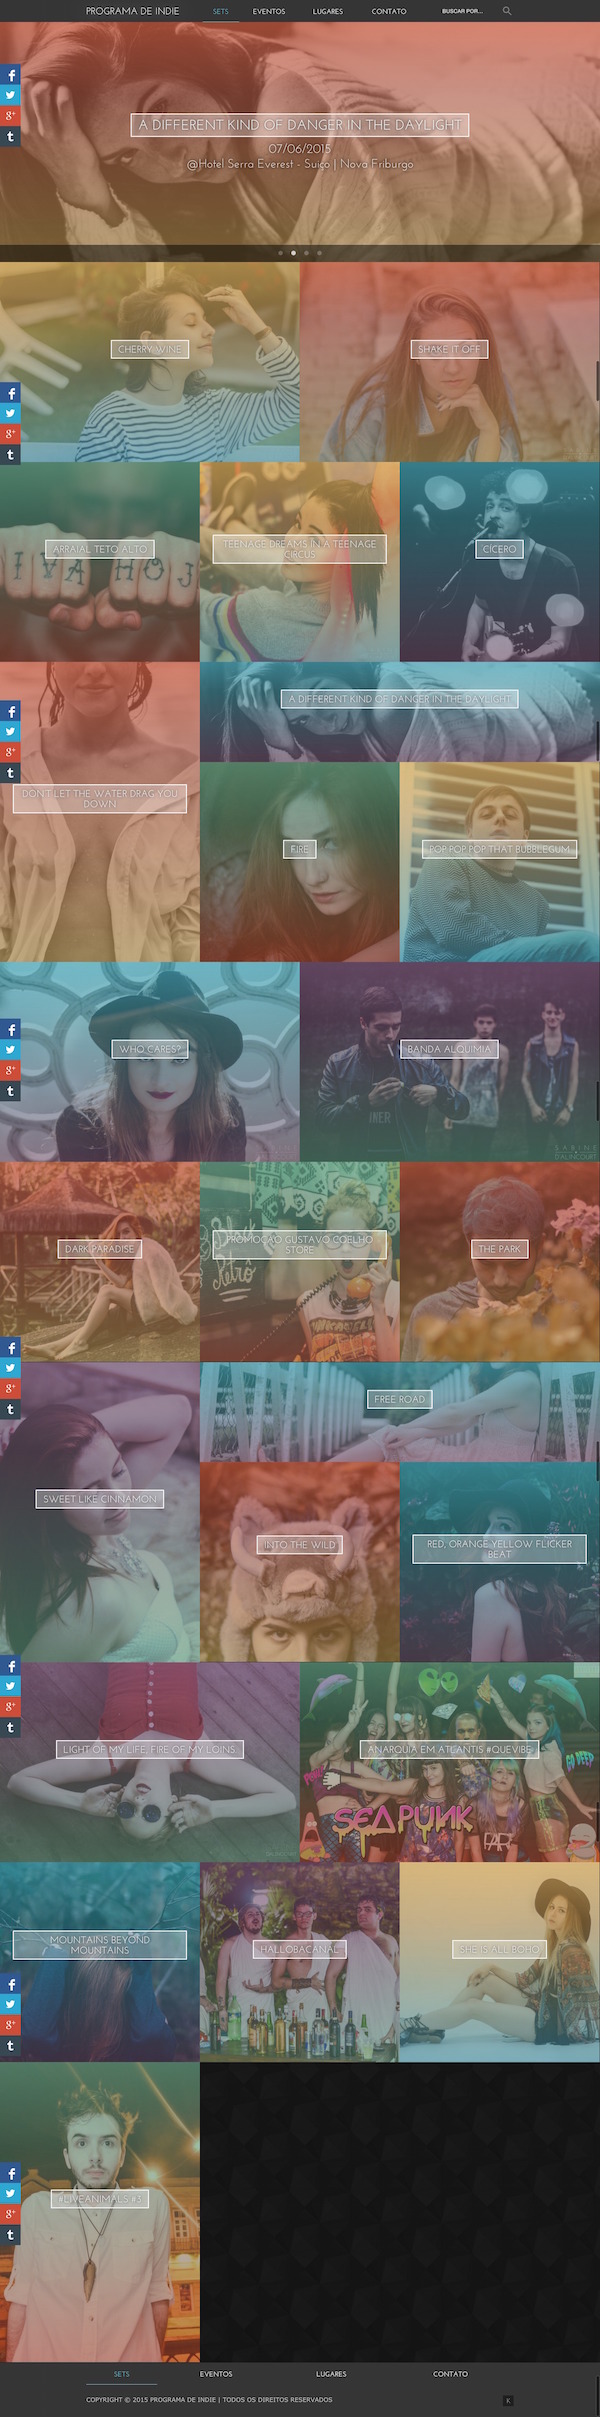 PROGRAMA DE INDIE
SETS
EVENTOS
LUGARES
CONTATO
BUSCAR POR...
A DIFFERENT KIND OF DANGER IN THE DAYLIGHT
07/06/2015
@Hotel Serra Everest - Suiço | Nova Friburgo
CHERRY WINE
SHAKE IT OFF
ARRAIAL TETO ALTO
TEENAGE DREAMS IN A TEENAGE
CIRCUS
CÍCERO
A DIFFERENT KIND OF DANGER IN THE DAYLIGHT
DON'T LET THE WATER DRAG YOU
DOWN
FIRE
POP POP POP THAT BUBBLEGUM
WHO CARES?
BANDA ALQUIMIA
SABINE
DALINCOURT
DARK PARADISE
PROMOÇÃO GUSTAVO COELHO
STORE
THE PARK
FREE ROAD
SWEET LIKE CINNAMON
INTO THE WILD
RED, ORANGE YELLOW FLICKER
BEAT
LIGHT OF MY LIFE, FIRE OF MY LOINS
ANARQUIA EM ATLANTIS #QUEVIBE
GO DEEP
SEAPUNK
MOUNTAINS BEYOND
MOUNTAINS
HALLOBACANAL
SHE IS ALL BOHO
#LIVEANIMALS #3
SETS
EVENTOS
LUGARES
CONTATO
COPYRIGHT © 2015 PROGRAMA DE INDIE | TODOS OS DIREITOS RESERVADOS
K